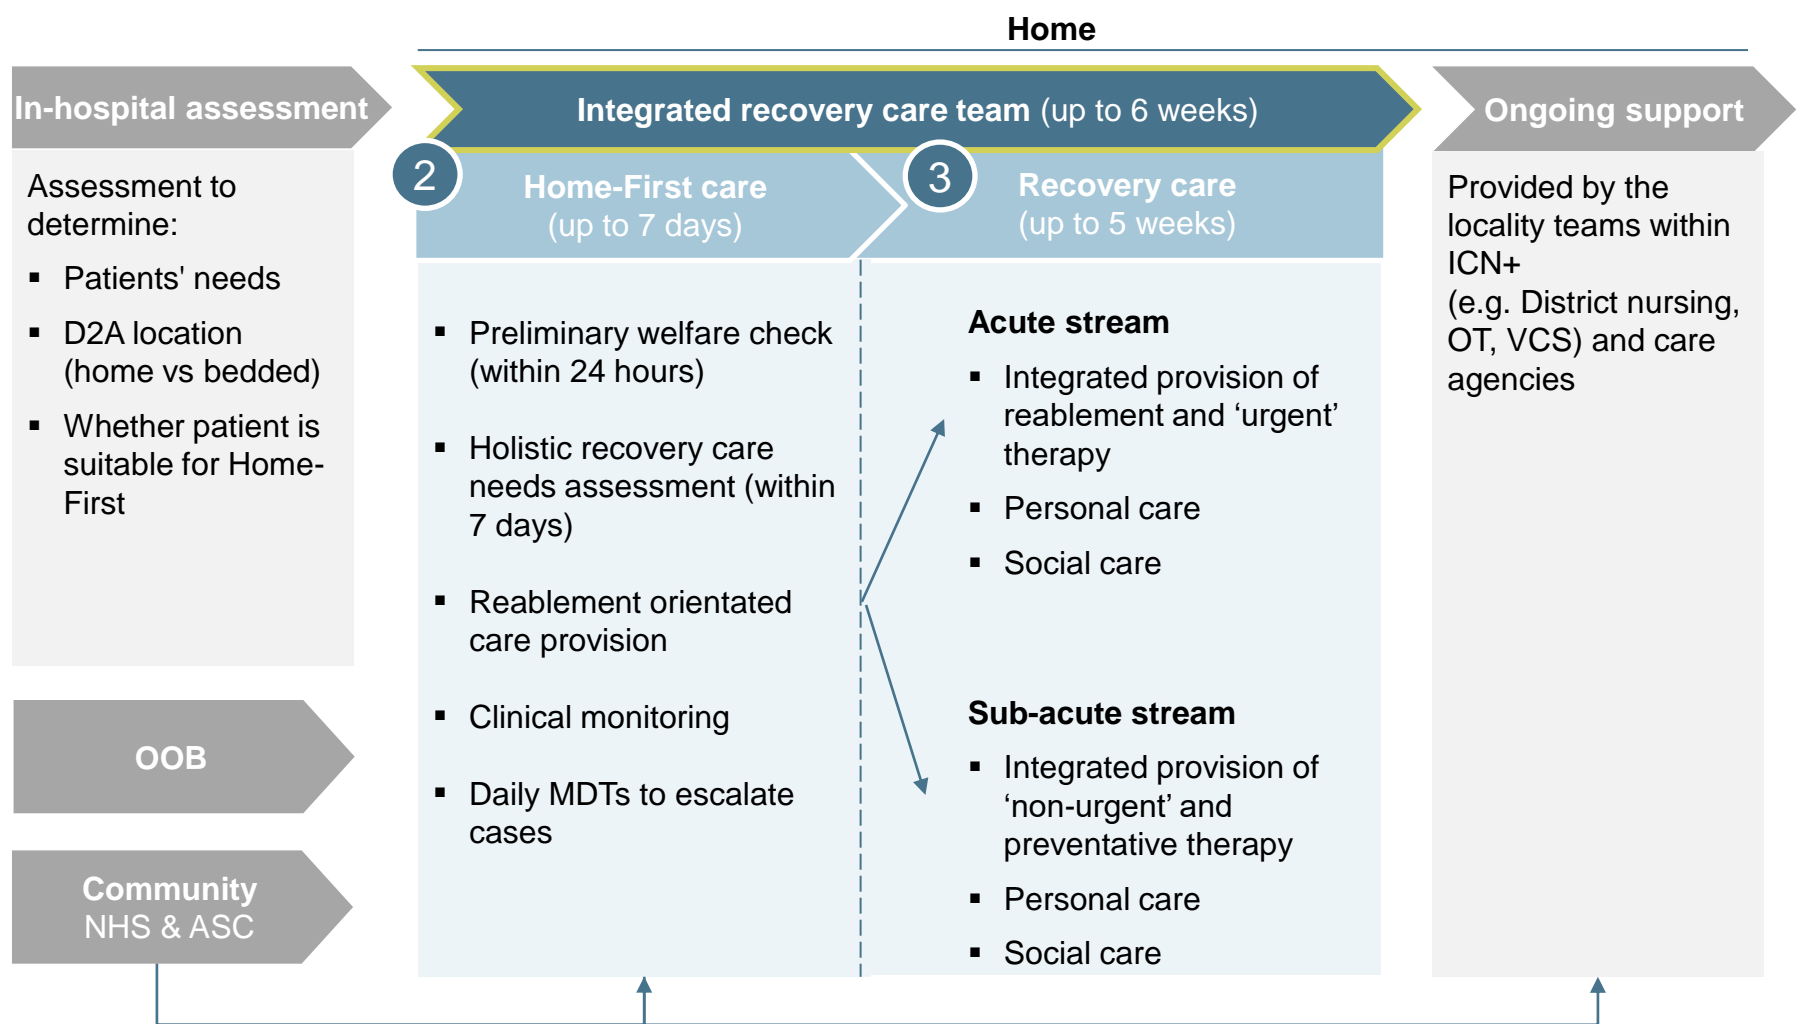 Home
In-hospital assessment
Assessment to
determine:
▪ Patients' needs
▪ D2A location
(home vs bedded)
▪ Whether patient is
suitable for Home-
First
OOB
Community
NHS & ASC
Integrated recovery care team (up to 6 weeks)
2
Home-First care
(up to 7 days)
▪ Preliminary welfare check
(within 24 hours)
▪ Holistic recovery care
needs assessment (within
7 days)
▪ Reablement orientated
care provision
▪ Clinical monitoring
▪ Daily MDTs to escalate
cases
3
Recovery care
(up to 5 weeks)
Acute stream
▪ Integrated provision of
reablement and ‘urgent’
therapy
▪ Personal care
▪ Social care
Sub-acute stream
▪ Integrated provision of
‘non-urgent’ and
preventative therapy
▪ Personal care
▪ Social care
Ongoing support
Provided by the
locality teams within
ICN+
(e.g. District nursing,
OT, VCS) and care
agencies